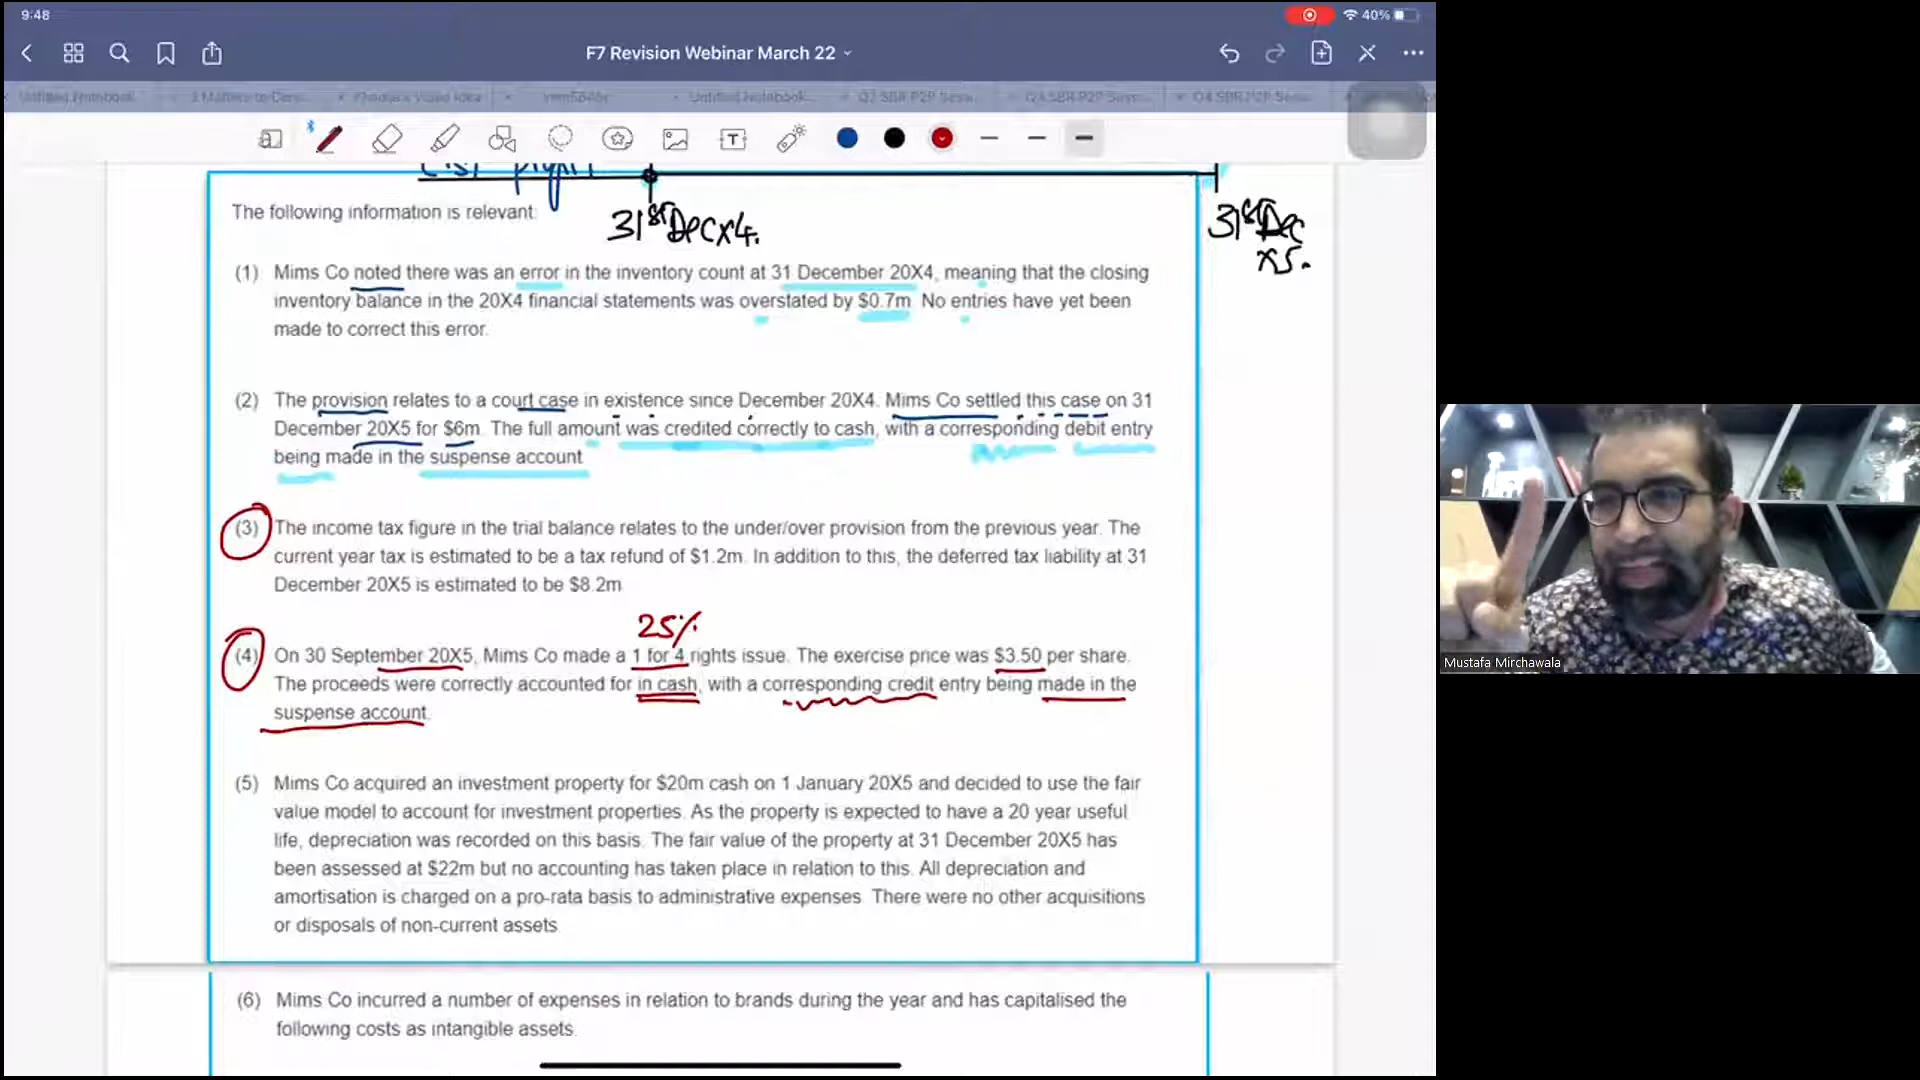 9:48
40%
F7 Revision Webinar March 22
Untitled Notebook
Untitled Notebook...
31st Dec x4.
31st Dec
x5.
The following information is relevant
(1) Mims Co noted there was an error in the inventory count at 31 December 20X4, meaning that the closing
inventory balance in the 20X4 financial statements was overstated by $0.7m No entries have yet been
made to correct this error.
(2) The provision relates to a court case in existence since December 20X4. Mims Co settled this case on 31
December 20X5 for $6m. The full amount was credited correctly to cash, with a corresponding debit entry
being made in the suspense account
(3) The income tax figure in the trial balance relates to the under/over provision from the previous year. The
current year tax is estimated to be a tax refund of $1.2m. In addition to this, the deferred tax liability at 31
December 20X5 is estimated to be $8.2m
25%
(4) On 30 September 20X5, Mims Co made a 1 for 4 rights issue. The exercise price was $3.50 per share.
The proceeds were correctly accounted for in cash, with a corresponding credit entry being made in the
suspense account.
(5) Mims Co acquired an investment property for $20m cash on 1 January 20X5 and decided to use the fair
value model to account for investment properties. As the property is expected to have a 20 year useful
life, depreciation was recorded on this basis. The fair value of the property at 31 December 20X5 has
been assessed at $22m but no accounting has taken place in relation to this. All depreciation and
amortisation is charged on a pro-rata basis to administrative expenses. There were no other acquisitions
or disposals of non-current assets
(6) Mims Co incurred a number of expenses in relation to brands during the year and has capitalised the
following costs as intangible assets.
Mustafa Mirchawala